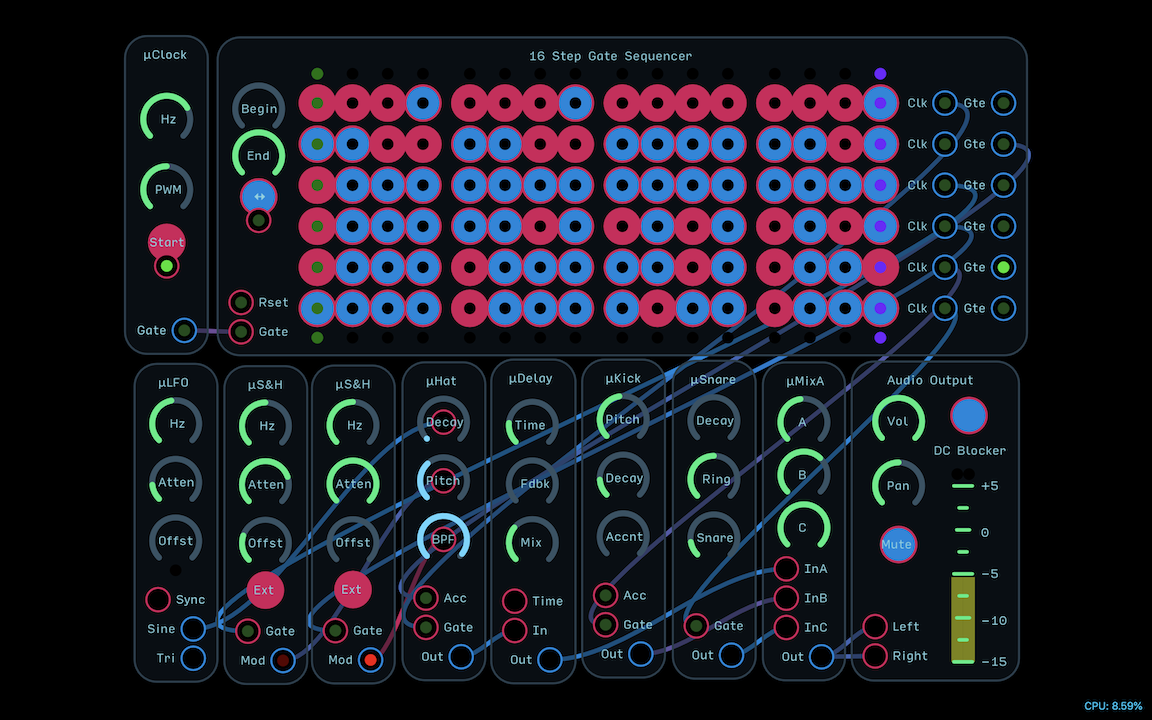 µClock
16 Step Gate Sequencer
Hz
PWM
Start
Gate
Begin
End
↔
Rset
Gate
Clk Gte
Clk Gte
Clk Gte
Clk Gte
Clk Gte
Clk Gte
µLFO
Hz
Atten
Offst
Sync
Sine
Tri
µS&H
Hz
Atten
Offst
Ext
Gate
Mod
µS&H
Hz
Atten
Offst
Ext
Gate
Mod
µHat
Decay
Pitch
BPF
Acc
Gate
Out
µDelay
Time
Fdbk
Mix
Time
In
Out
µKick
Pitch
Decay
Accnt
Acc
Gate
Out
µSnare
Decay
Ring
Snare
Gate
Out
µMixA
A
B
C
InA
InB
InC
Out
Audio Output
Vol
Pan
Mute
Left
Right
DC Blocker
+5
0
-5
-10
-15
CPU: 8.59%